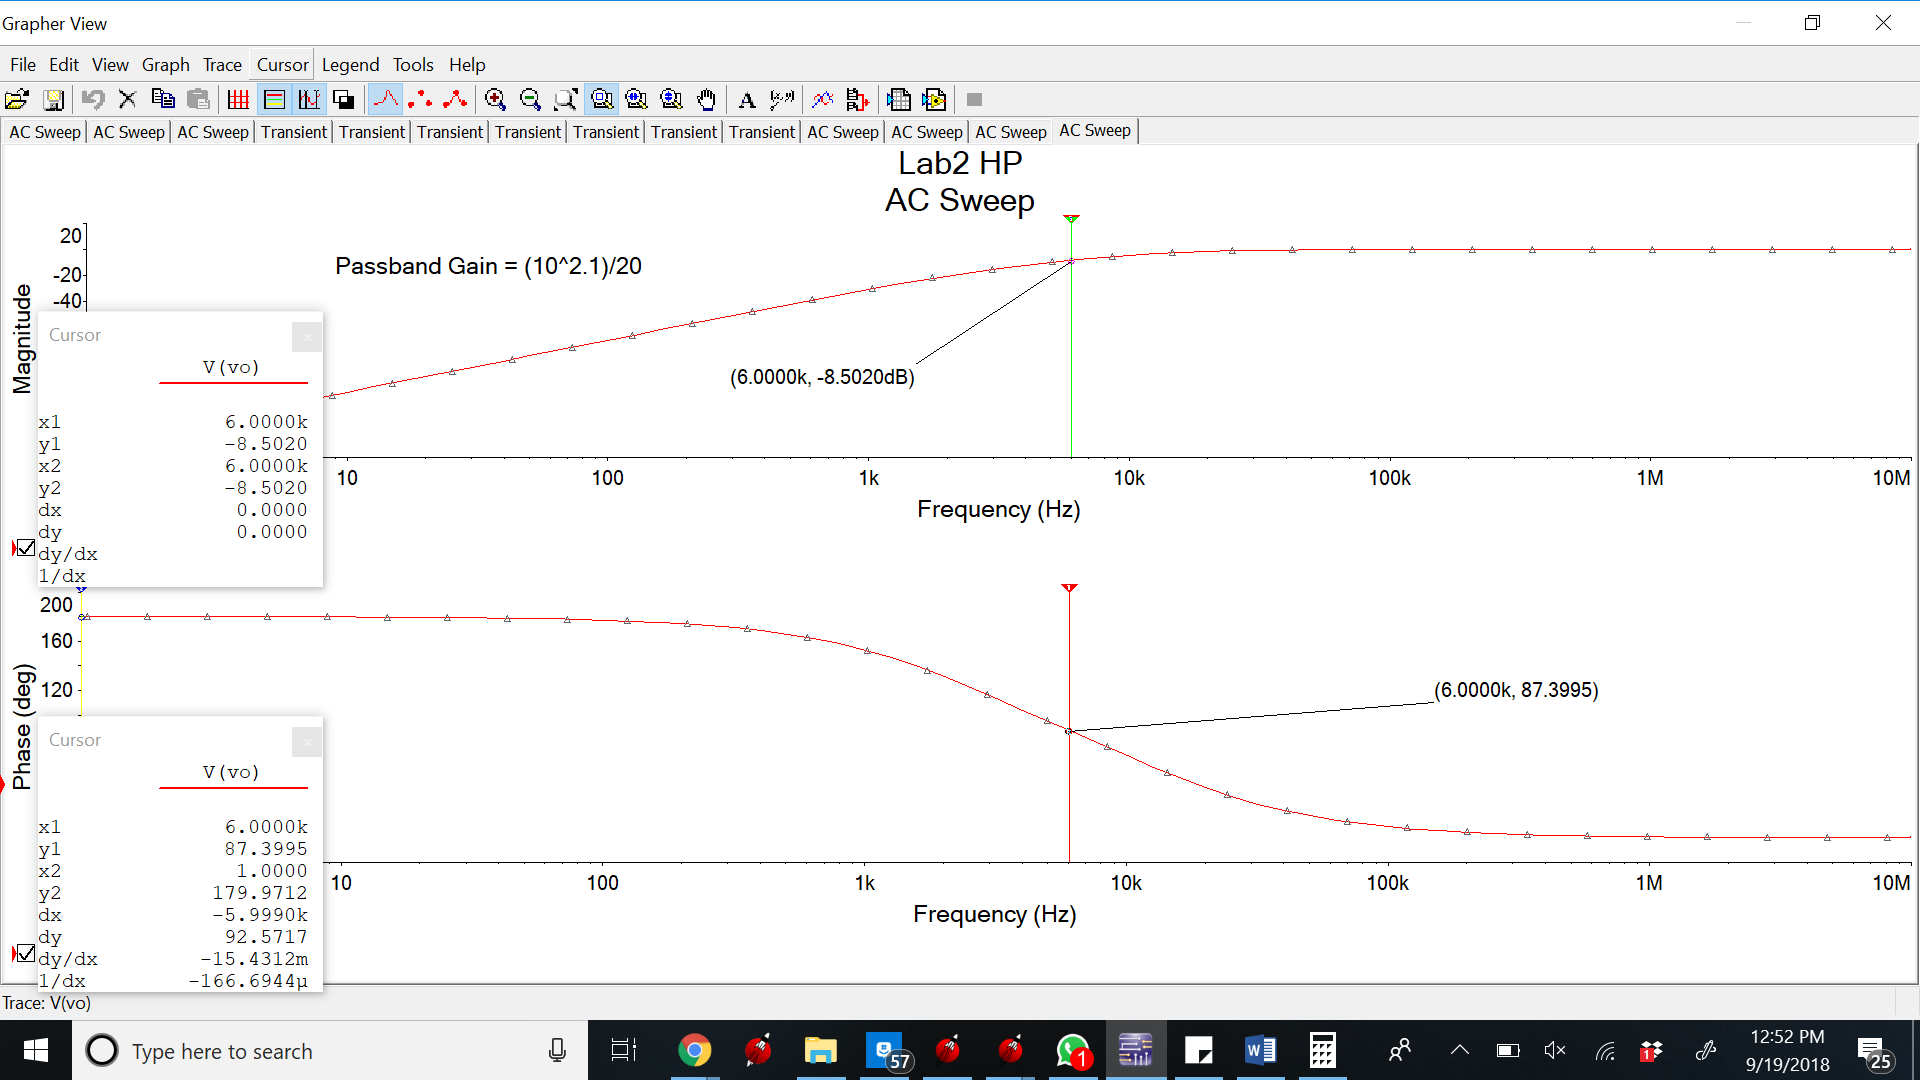 Grapher View
File Edit View Graph Trace Cursor Legend Tools Help
AC Sweep AC Sweep AC Sweep Transient Transient Transient Transient Transient Transient Transient AC Sweep AC Sweep AC Sweep AC Sweep
Lab2 HP
AC Sweep
Passband Gain = (10^2.1)/20
Magnitude
20
-20
-40
(6.0000k, -8.5020dB)
10 100 1k 10k 100k 1M 10M
Frequency (Hz)
Cursor
V(vo)
x1 6.0000k
y1 -8.5020
x2 6.0000k
y2 -8.5020
dx 0.0000
dy 0.0000
dy/dx
1/dx
Phase (deg)
200
160
120
(6.0000k, 87.3995)
10 100 1k 10k 100k 1M 10M
Frequency (Hz)
Cursor
V(vo)
x1 6.0000k
y1 87.3995
x2 1.0000
y2 179.9712
dx -5.9990k
dy 92.5717
dy/dx -15.4312m
1/dx -166.6944µ
Trace: V(vo)
Type here to search
57
1
1
12:52 PM
9/19/2018
25